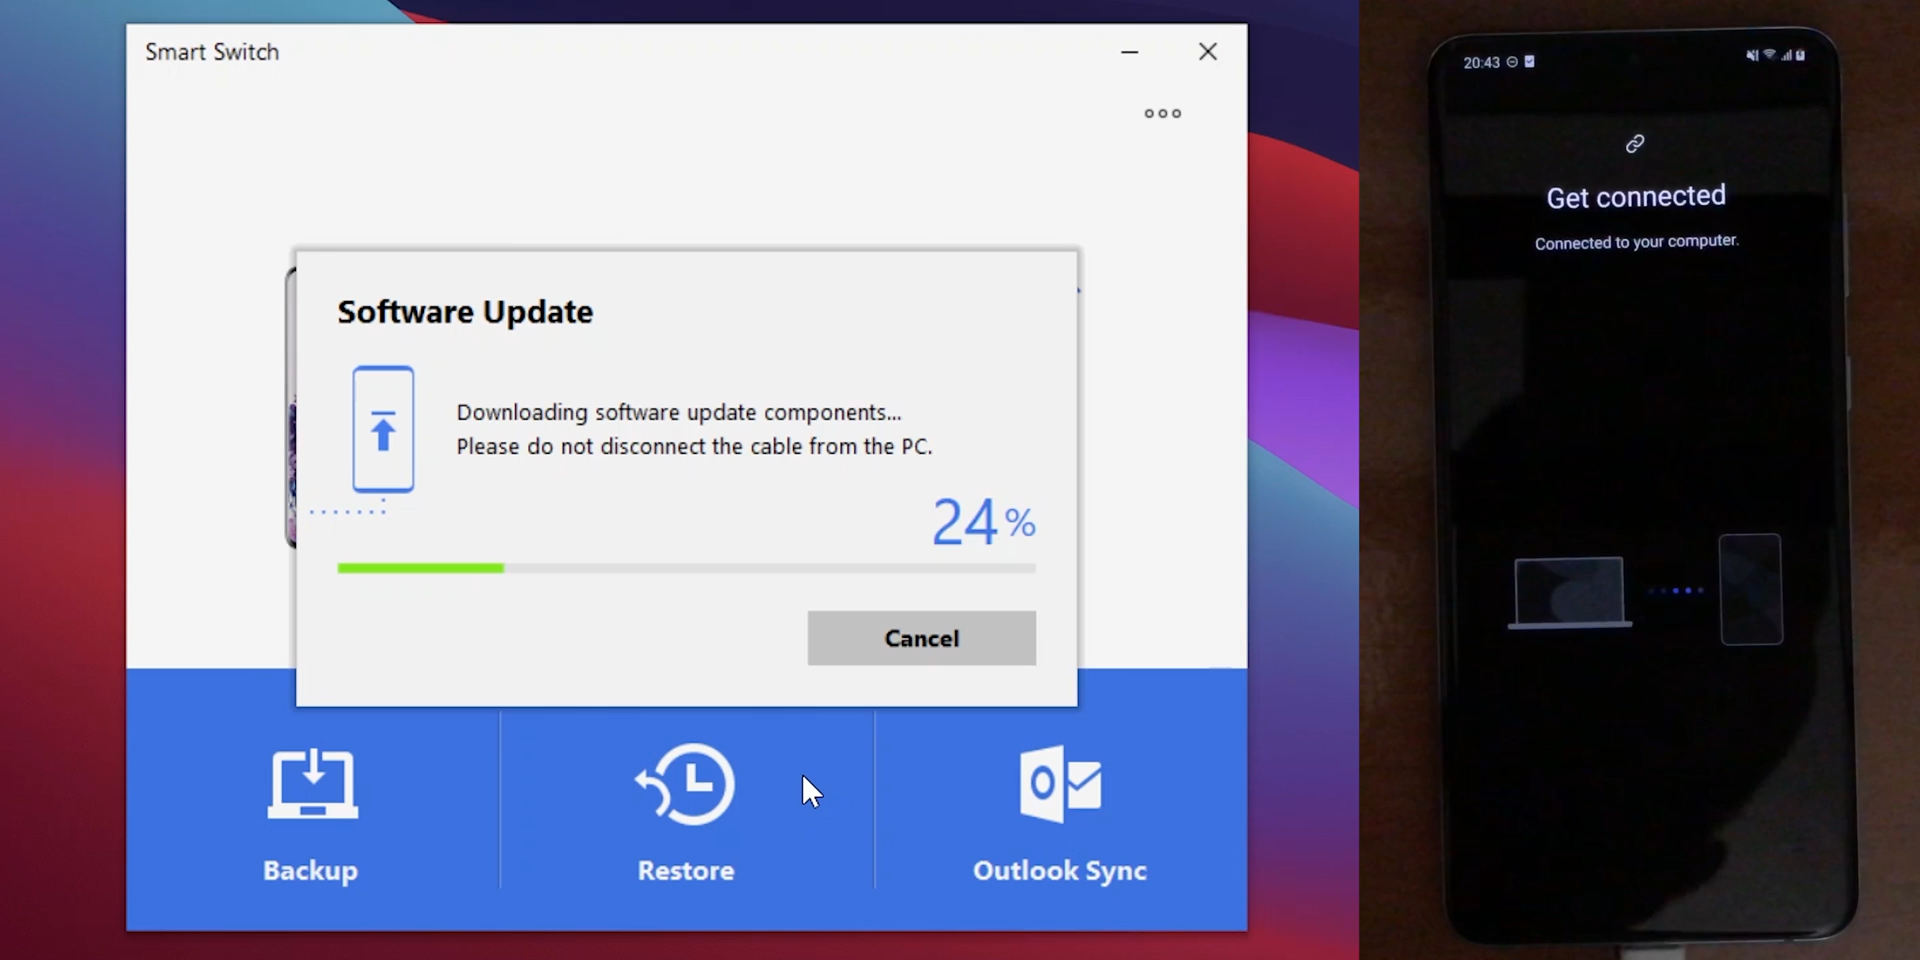 Smart Switch
Software Update
Downloading software update components...
Please do not disconnect the cable from the PC.
24%
Cancel
Backup
Restore
Outlook Sync
20:43
Get connected
Connected to your computer.